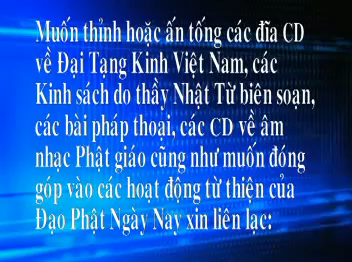 Muốn thỉnh hoặc ấn tống các đĩa CD
về Đại Tạng Kinh Việt Nam, các
Kinh sách do thầy Nhật Từ biên soạn,
các bài pháp thoại, các CD về âm
nhạc Phật giáo cũng như muốn đóng
góp vào các hoạt động từ thiện của
Đạo Phật Ngày Nay xin liên lạc: